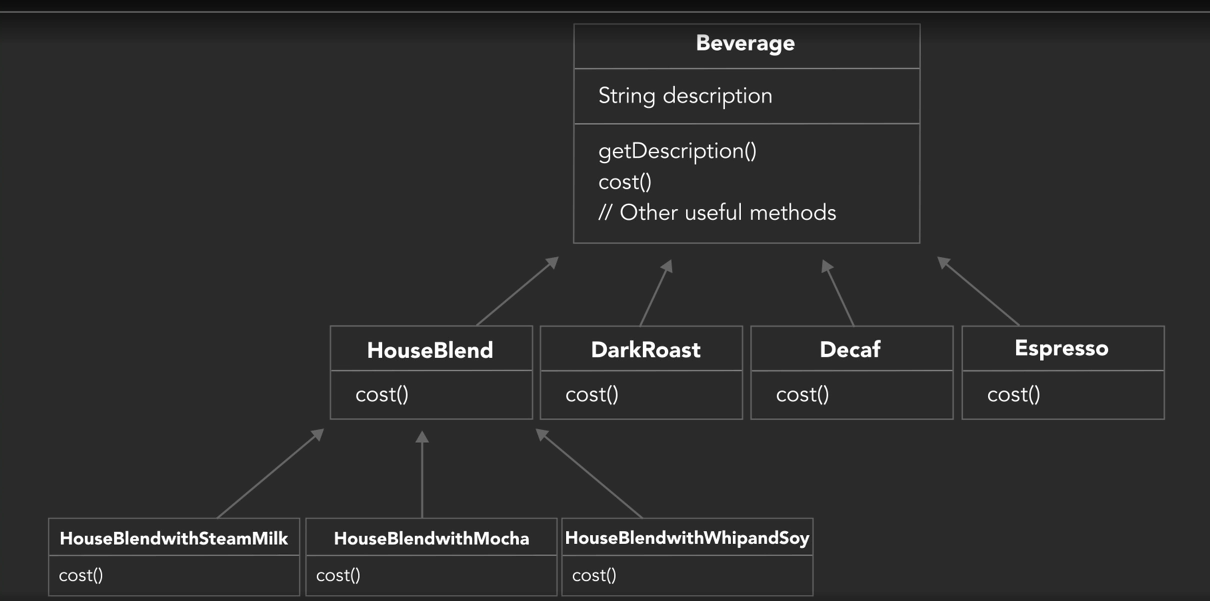 Beverage
String description
getDescription()
cost()
// Other useful methods
HouseBlend
cost()
DarkRoast
cost()
Decaf
cost()
Espresso
cost()
HouseBlendwithSteamMilk
cost()
HouseBlendwithMocha
cost()
HouseBlendwithWhipandSoy
cost()